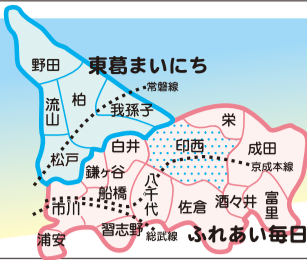 野田
東葛まいにち
流山
柏
常磐線
我孫子
栄
松戸
白井
印西
成田
鎌ヶ谷
京成本線
船橋
八千代
市川
佐倉
酒々井
富里
習志野
浦安
総武線
ふれあい毎日